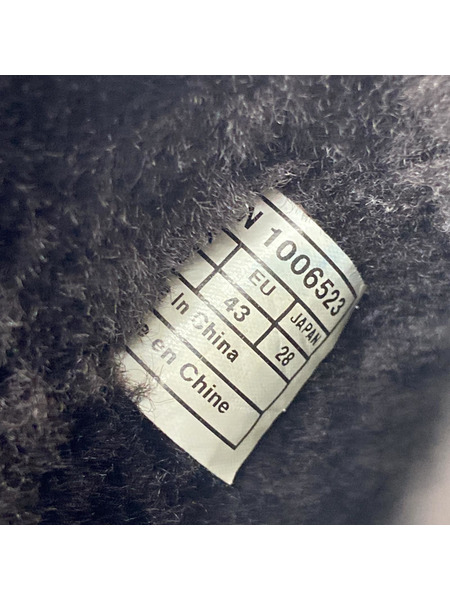 N 1006523
EU JAPAN
43 28
In China
en Chine